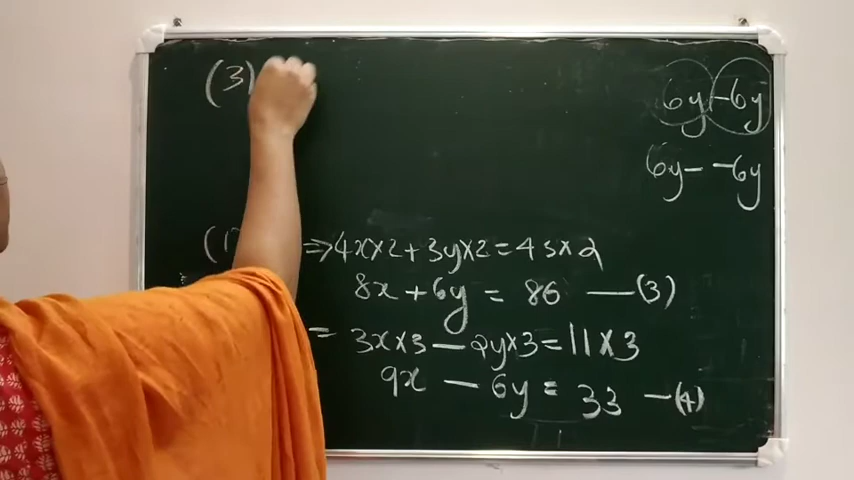 (3)
6y -6y
6y - -6y
(1 ⇒ 4x×2 + 3y×2 = 43×2
8x + 6y = 86 — (3)
= 3x×3 — 2y×3 = 11×3
9x — 6y = 33 — (4)